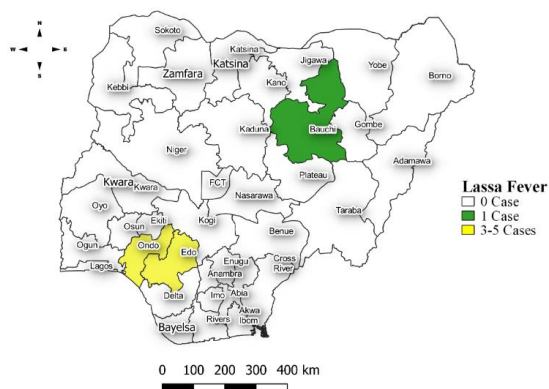 N
W E
S
Sokoto
Katsina
Katsina
Jigawa
Yobe
Borno
Zamfara
Kebbi
Kano
Kaduna
Bauchi
Gombe
Adamawa
Niger
Plateau
Kwara
Kwara
FCT
Nasarawa
Taraba
Oyo
Kogi
Osun
Ekiti
Benue
Ogun
Ondo
Edo
Lagos
Enugu
Anambra
Cross
River
Delta
Imo
Abia
Bayelsa
Rivers
Akwa
Ibom
Lassa Fever
0 Case
1 Case
3-5 Cases
0 100 200 300 400 km